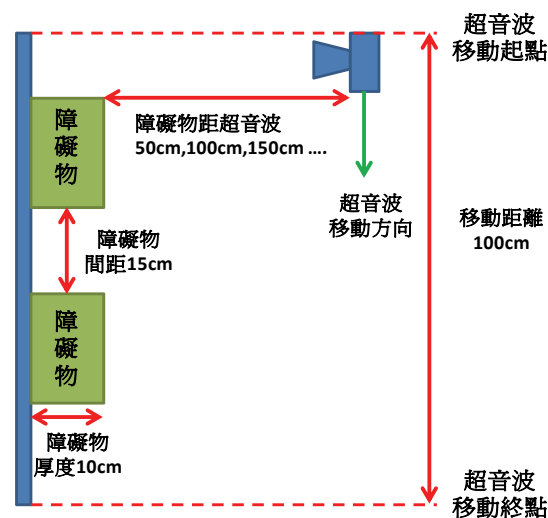 超音波
移動起點
障
礙
物
障礙物距超音波
50cm,100cm,150cm ....
超音波
移動方向
移動距離
100cm
障礙物
間距15cm
障
礙
物
障礙物
厚度10cm
超音波
移動終點